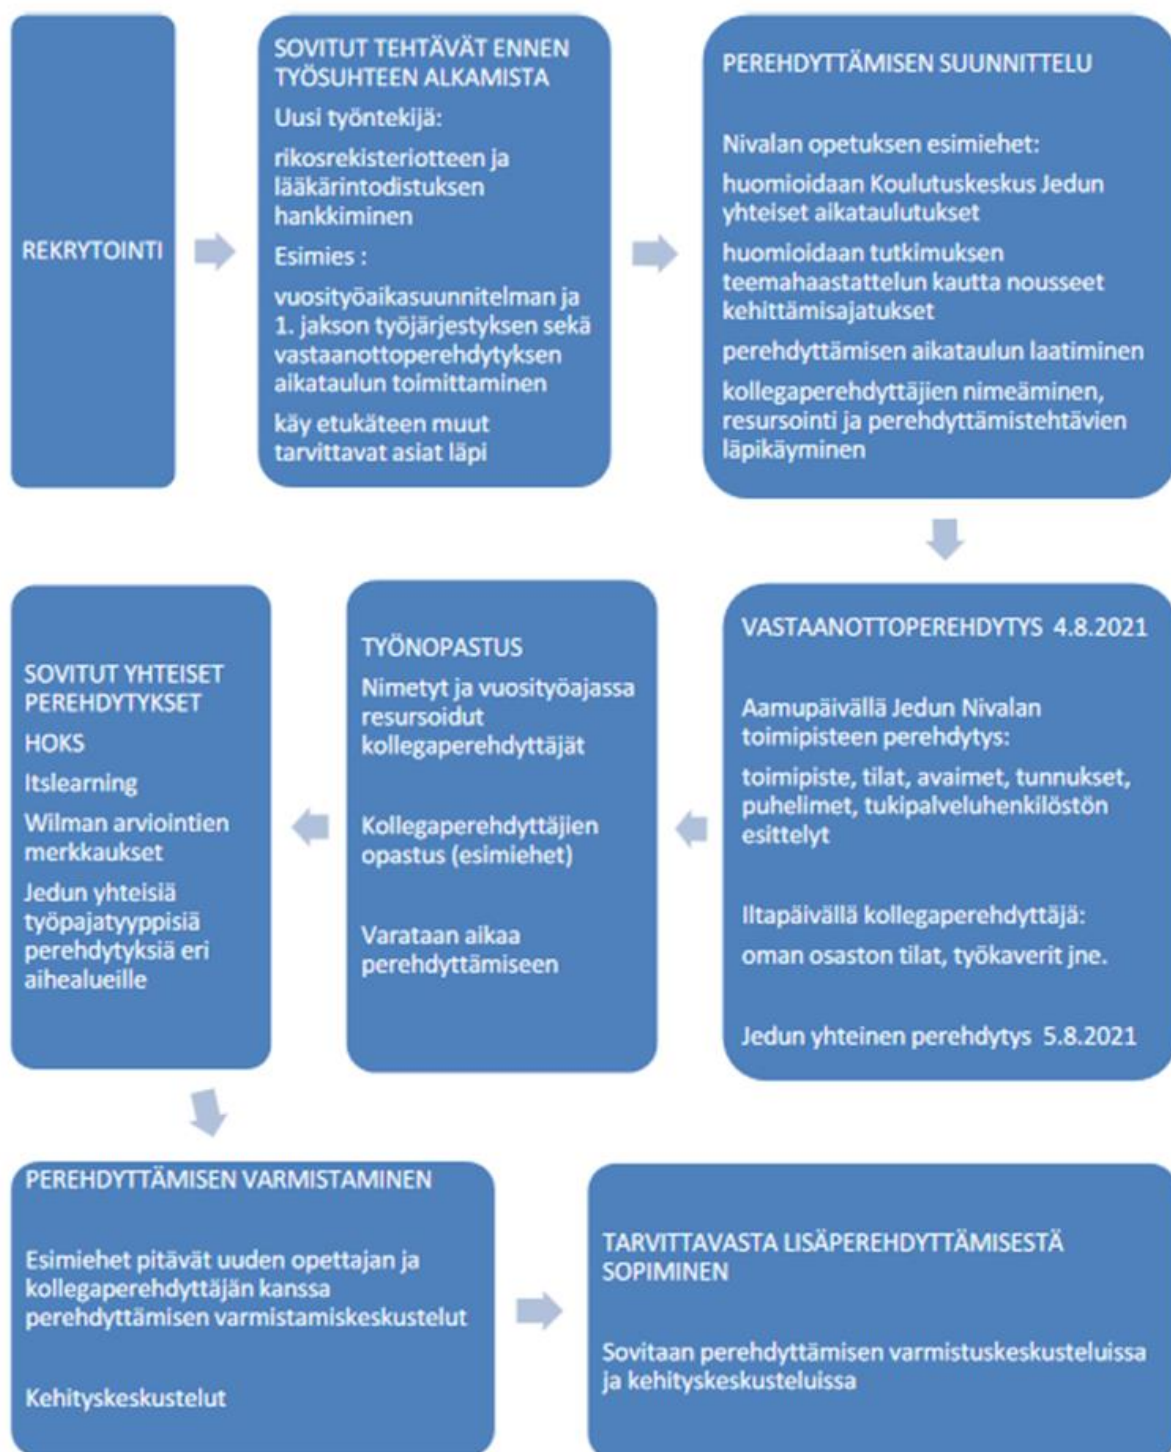 REKRYTOINTI
SOVITUT TEHTÄVÄT ENNEN
TYÖSUHTEEN ALKAMISTA
Uusi työntekijä:
rikosrekisteriotteen ja
lääkärintodistuksen
hankkiminen
Esimies :
vuosityöaikasuunnitelman ja
1. jakson työjärjestyksen sekä
vastaanottoperehdytyksen
aikataulun toimittaminen
käy etukäteen muut
tarvittavat asiat läpi
PEREHDYTTÄMISEN SUUNNITTELU
Nivalan opetuksen esimiehet:
huomioidaan Koulutuskeskus Jedun
yhteiset aikataulutukset
huomioidaan tutkimuksen
teemahaastattelun kautta nousseet
kehittämisajatukset
perehdyttämisen aikataulun laatiminen
kollegaperehdyttäjien nimeäminen,
resursointi ja perehdyttämistehtävien
läpikäyminen
VASTAANOTTOPEREHDYTYS 4.8.2021
Aamupäivällä Jedun Nivalan
toimipisteen perehdytys:
toimipiste, tilat, avaimet, tunnukset,
puhelimet, tukipalveluhenkilöstön
esittelyt
Iltapäivällä kollegaperehdyttäjä:
oman osaston tilat, työkaverit jne.
Jedun yhteinen perehdytys 5.8.2021
TYÖNOPASTUS
Nimetyt ja vuosityöajassa
resursoidut
kollegaperehdyttäjät
Kollegaperehdyttäjien
opastus (esimiehet)
Varataan aikaa
perehdyttämiseen
SOVITUT YHTEISET
PEREHDYTYKSET
HOKS
Itslearning
Wilman arviointien
merkkaukset
Jedun yhteisiä
työpajatyyppisiä
perehdytyksiä eri
aihealueille
PEREHDYTTÄMISEN VARMISTAMINEN
Esimiehet pitävät uuden opettajan ja
kollegaperehdyttäjän kanssa
perehdyttämisen varmistamiskeskustelut
Kehityskeskustelut
TARVITTAVASTA LISÄPEREHDYTTÄMISESTÄ
SOPIMINEN
Sovitaan perehdyttämisen varmistuskeskusteluissa
ja kehityskeskusteluissa